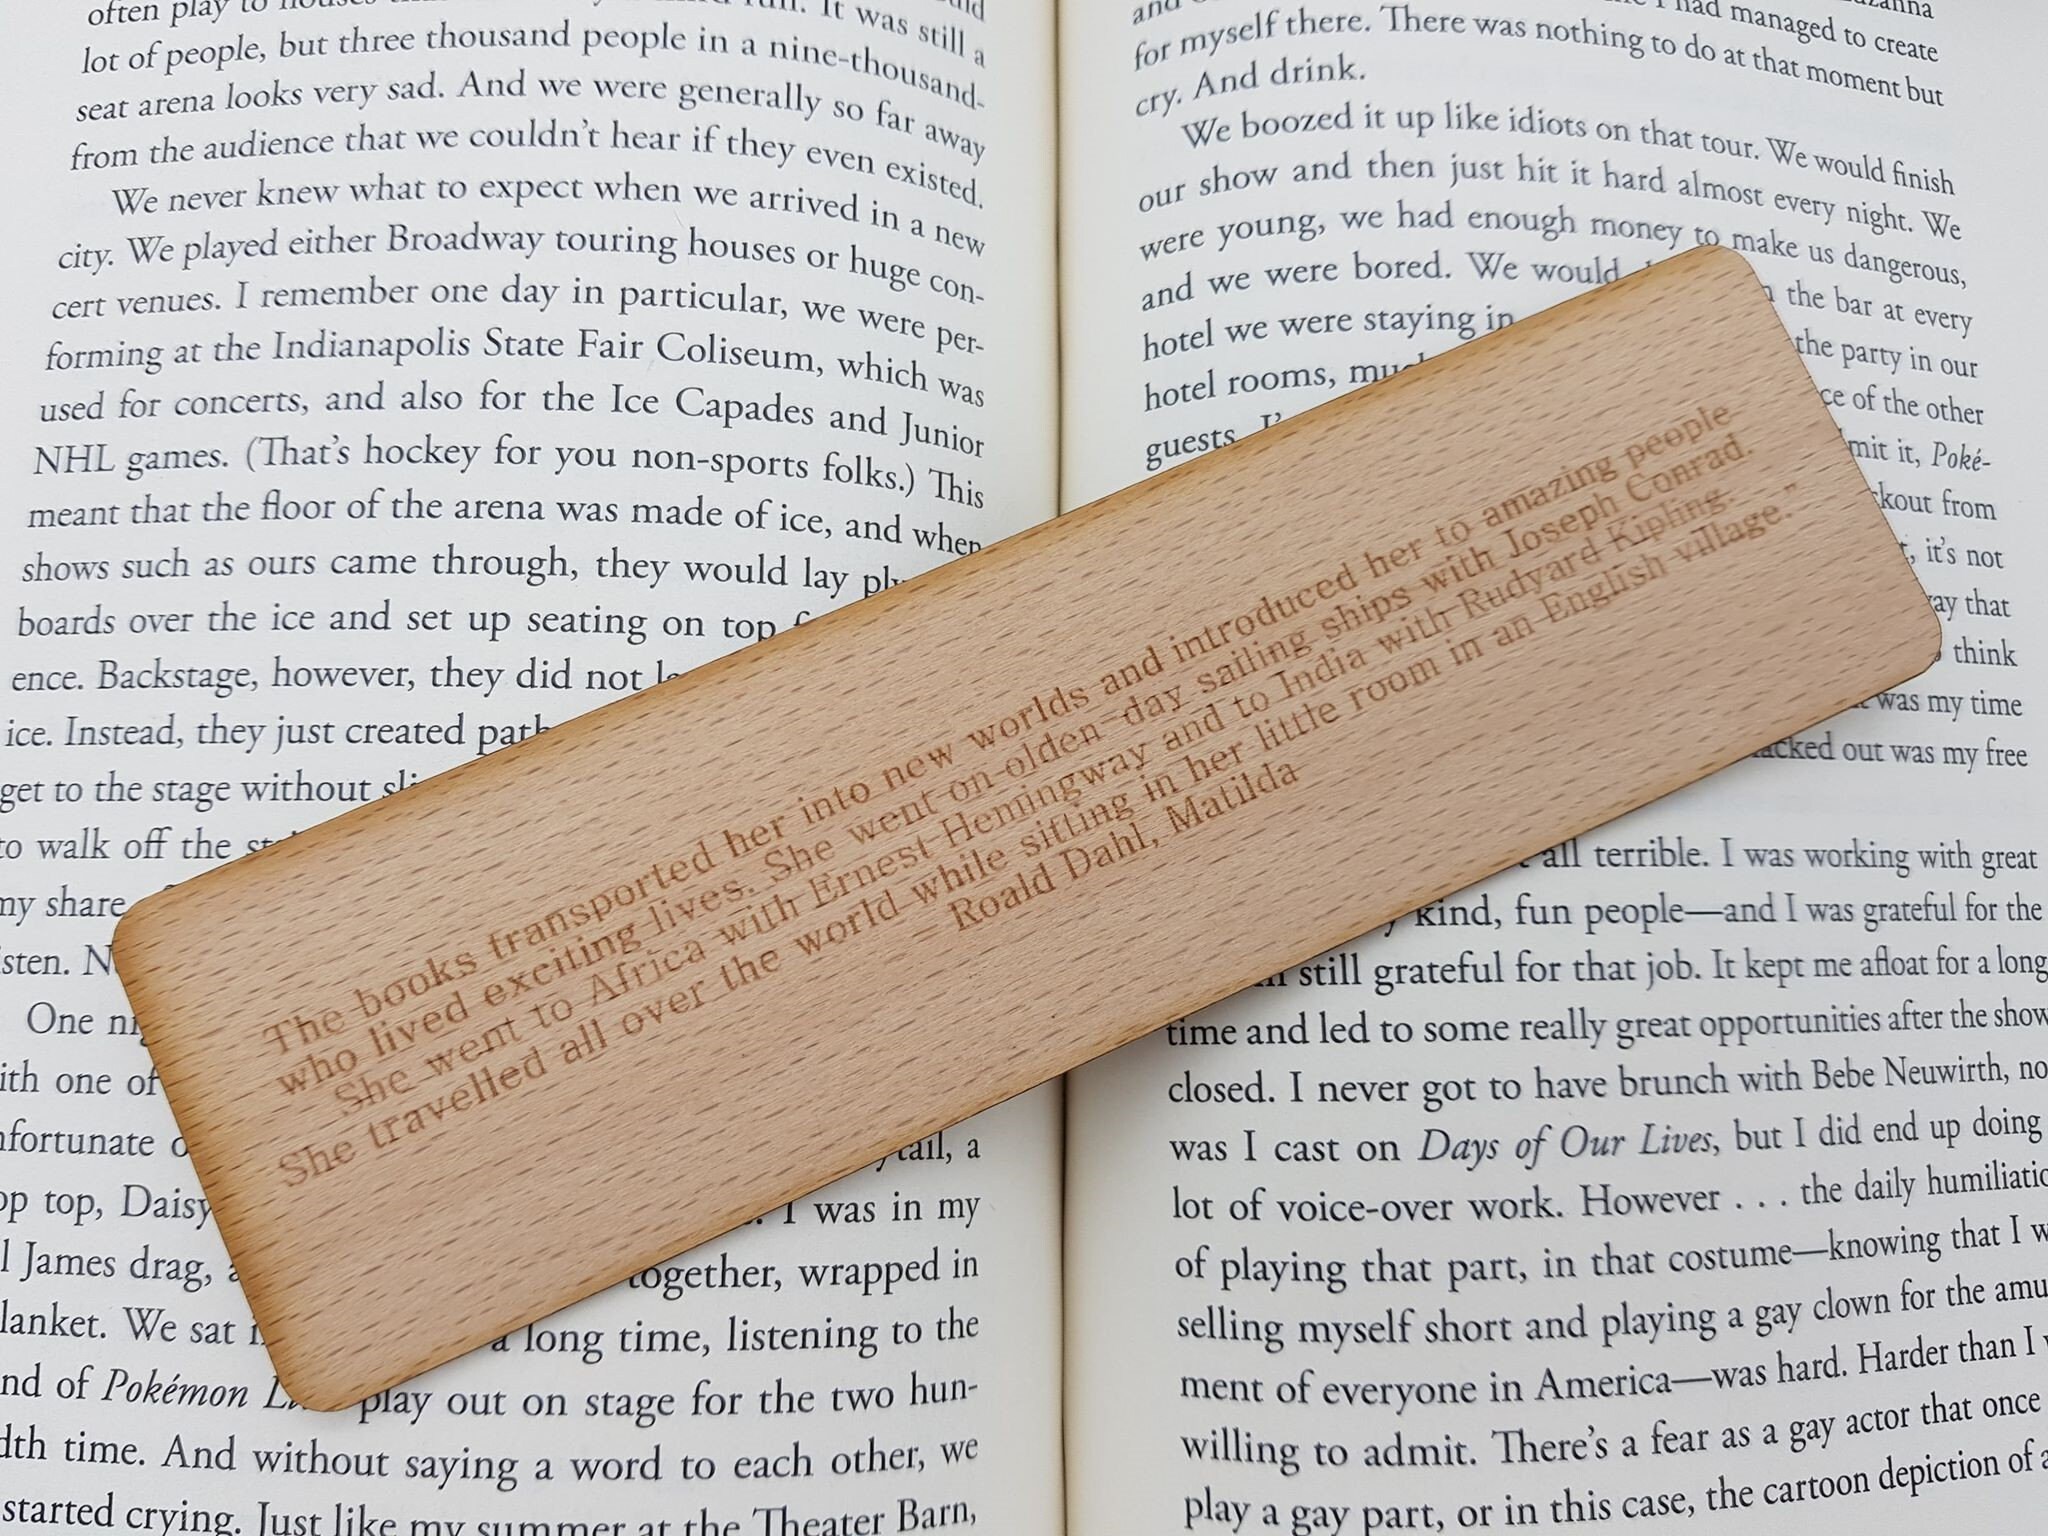 often play to
lot of people, but three thousand people in a nine-thousand-
seat arena looks very sad. And we were generally so far away
from the audience that we couldn't hear if they even existed.
We never knew what to expect when we arrived in a new
city. We played either Broadway touring houses or huge con-
cert venues. I remember one day in particular, we were per-
forming at the Indianapolis State Fair Coliseum, which was
used for concerts, and also for the Ice Capades and Junior
NHL games. (That's hockey for you non-sports folks.) This
meant that the floor of the arena was made of ice, and when
shows such as ours came through, they would lay
boards over the ice and set up seating on top
ence. Backstage, however, they did not
ice. Instead, they just created
get to the stage without
to walk off the
my share
One
with one of
Daisy
James drag,
We sat
Pokémon
tail, a
I was in my
together, wrapped in
a long time, listening to the
play out on stage for the two hun-
time. And without saying a word to each other, we
started crying. Just like my summer at the Theater Barn,
for myself there. There was nothing to do at that moment but
cry. And drink.
We boozed it up like idiots on that tour. We would finish
our show and then just hit it hard almost every night. We
were young, we had enough money to make us dangerous,
and we were bored. We would the bar at every
hotel we were staying in the party in our
hotel rooms, of the other
guests. it, Poké-
from
it's not
that
think
was my time
out was my free
all terrible. I was working with great
kind, fun people—and I was grateful for the
still grateful for that job. It kept me afloat for a long
time and led to some really great opportunities after the show
closed. I never got to have brunch with Bebe Neuwirth,
was I cast on Days of Our Lives, but I did end up doing
lot of voice-over work. However . . . the daily
of playing that part, in that costume—knowing that I
selling myself short and playing a gay clown for the
ment of everyone in America—was hard. Harder than I
willing to admit. There's a fear as a gay actor that once
play a gay part, or in this case, the cartoon depiction of
The books transported her into new worlds and introduced her to amazing people
who lived exciting lives. She went on olden-day sailing ships with Joseph Conrad.
She went to Africa with Ernest Hemingway and to India with Rudyard Kipling.
She travelled all over the world while sitting in her little room in an English village."
Roald Dahl, Matilda